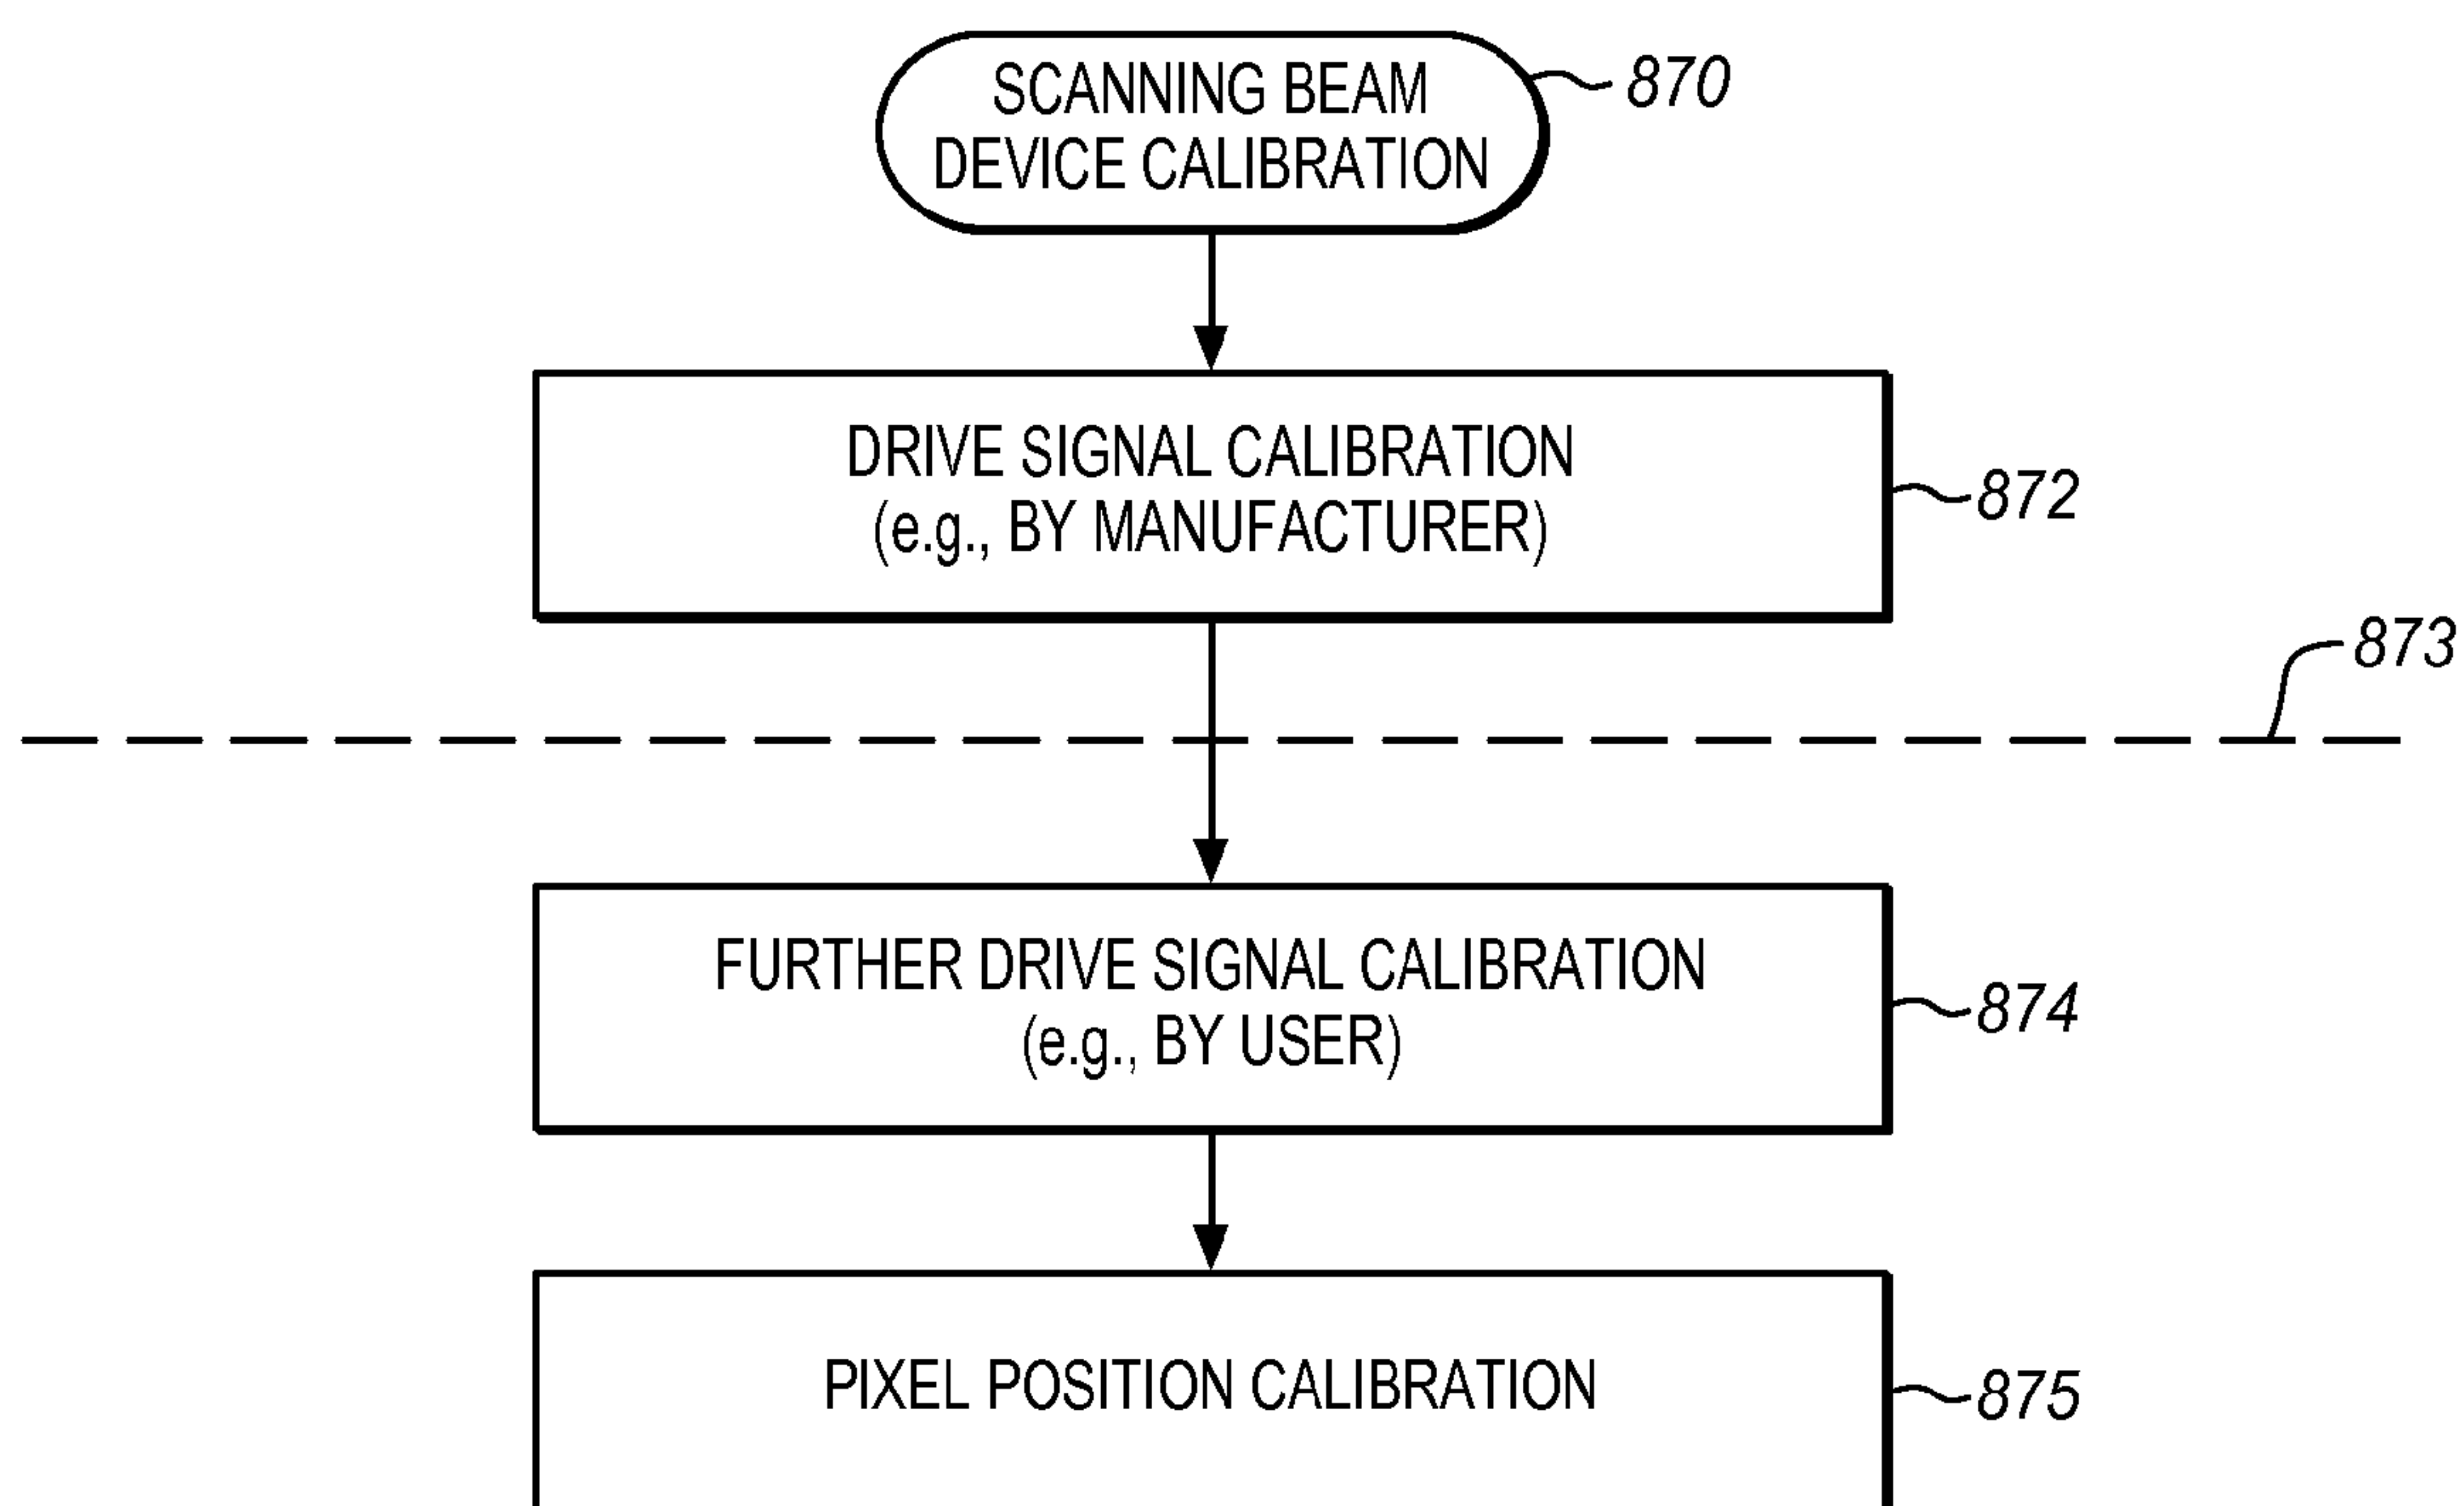 SCANNING BEAM
DEVICE CALIBRATION
870
DRIVE SIGNAL CALIBRATION
(e.g., BY MANUFACTURER)
872
873
FURTHER DRIVE SIGNAL CALIBRATION
(e.g., BY USER)
874
PIXEL POSITION CALIBRATION
875